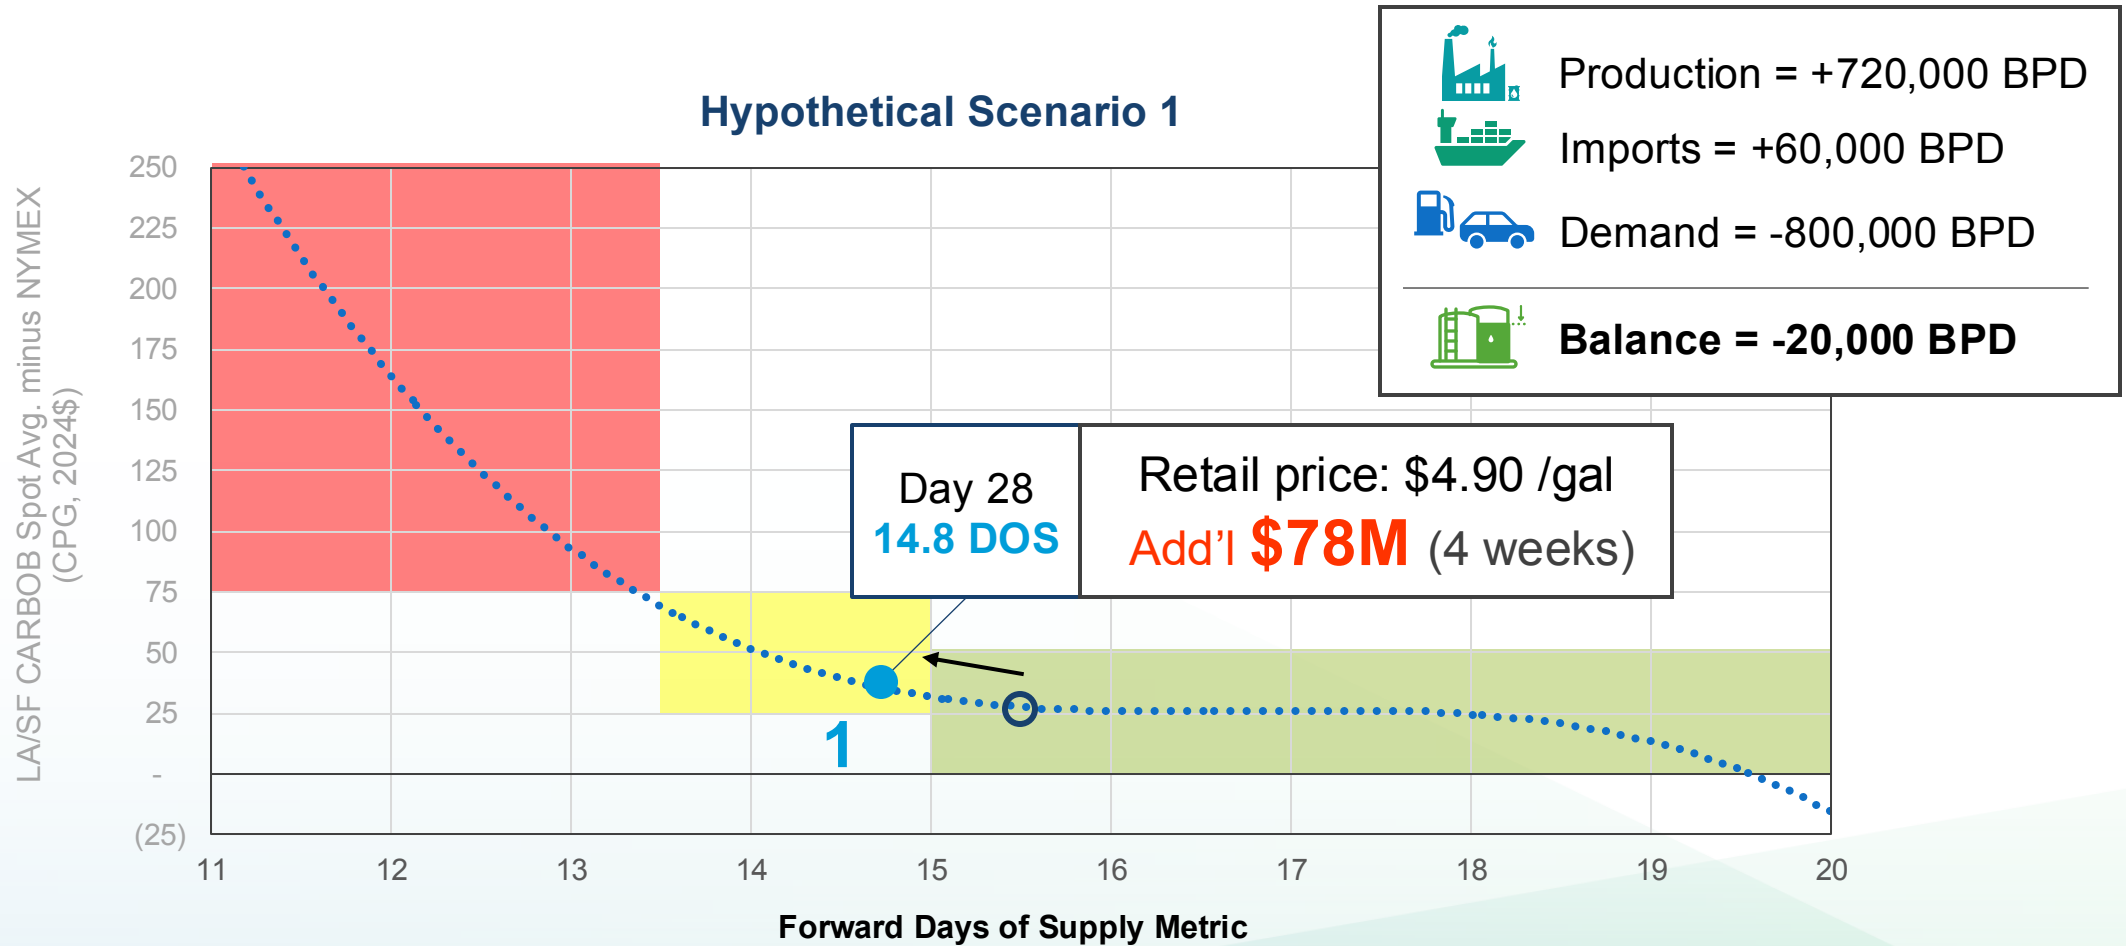 Production = +720,000 BPD
Imports = +60,000 BPD
Demand = -800,000 BPD
Balance = -20,000 BPD
Hypothetical Scenario 1
LA/SF CARBOB Spot Avg. minus NYMEX
(CPG, 2024$)
250
225
200
175
150
125
100
75
50
25
-
(25)
Day 28
14.8 DOS
Retail price: $4.90 /gal
Add’l $78M (4 weeks)
1
11 12 13 14 15 16 17 18 19 20
Forward Days of Supply Metric